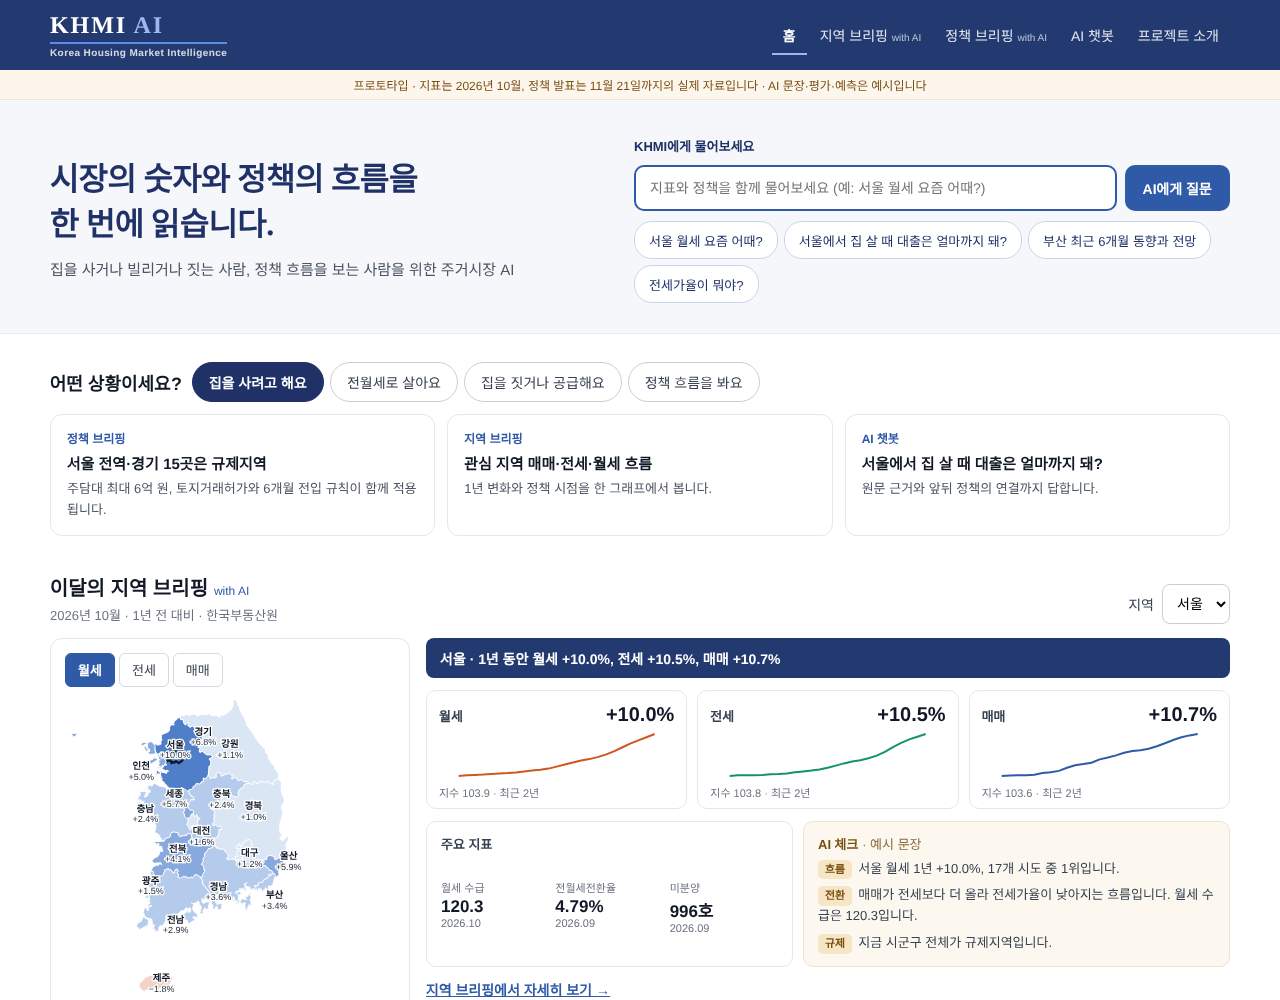 KHMI AI
Korea Housing Market Intelligence
홈
지역 브리핑 with AI
정책 브리핑 with AI
AI 챗봇
프로젝트 소개
프로토타입 · 지표는 2026년 10월, 정책 발표는 11월 21일까지의 실제 자료입니다 · AI 문장·평가·예측은 예시입니다
시장의 숫자와 정책의 흐름을
한 번에 읽습니다.
집을 사거나 빌리거나 짓는 사람, 정책 흐름을 보는 사람을 위한 주거시장 AI
KHMI에게 물어보세요
지표와 정책을 함께 물어보세요 (예: 서울 월세 요즘 어때?)
AI에게 질문
서울 월세 요즘 어때?
서울에서 집 살 때 대출은 얼마까지 돼?
부산 최근 6개월 동향과 전망
전세가율이 뭐야?
어떤 상황이세요?
집을 사려고 해요
전월세로 살아요
집을 짓거나 공급해요
정책 흐름을 봐요
정책 브리핑
서울 전역·경기 15곳은 규제지역
주담대 최대 6억 원, 토지거래허가와 6개월 전입 규칙이 함께 적용
됩니다.
지역 브리핑
관심 지역 매매·전세·월세 흐름
1년 변화와 정책 시점을 한 그래프에서 봅니다.
AI 챗봇
서울에서 집 살 때 대출은 얼마까지 돼?
원문 근거와 앞뒤 정책의 연결까지 답합니다.
이달의 지역 브리핑 with AI
2026년 10월 · 1년 전 대비 · 한국부동산원
지역
서울
월세
전세
매매
경기
+6.8%
서울
+10.0%
강원
+1.1%
인천
+5.0%
세종
+5.7%
충북
+2.4%
충남
+2.4%
경북
+1.0%
대전
+1.6%
전북
+4.1%
대구
+1.2%
울산
+5.9%
광주
+1.5%
경남
+3.6%
부산
+3.4%
전남
+2.9%
제주
−1.8%
서울 · 1년 동안 월세 +10.0%, 전세 +10.5%, 매매 +10.7%
월세
+10.0%
지수 103.9 · 최근 2년
전세
+10.5%
지수 103.8 · 최근 2년
매매
+10.7%
지수 103.6 · 최근 2년
주요 지표
월세 수급
120.3
2026.10
전월세전환율
4.79%
2026.09
미분양
996호
2026.09
AI 체크 · 예시 문장
흐름 서울 월세 1년 +10.0%, 17개 시도 중 1위입니다.
전환 매매가 전세보다 더 올라 전세가율이 낮아지는 흐름입니다. 월세 수
급은 120.3입니다.
규제 지금 시군구 전체가 규제지역입니다.
지역 브리핑에서 자세히 보기 →